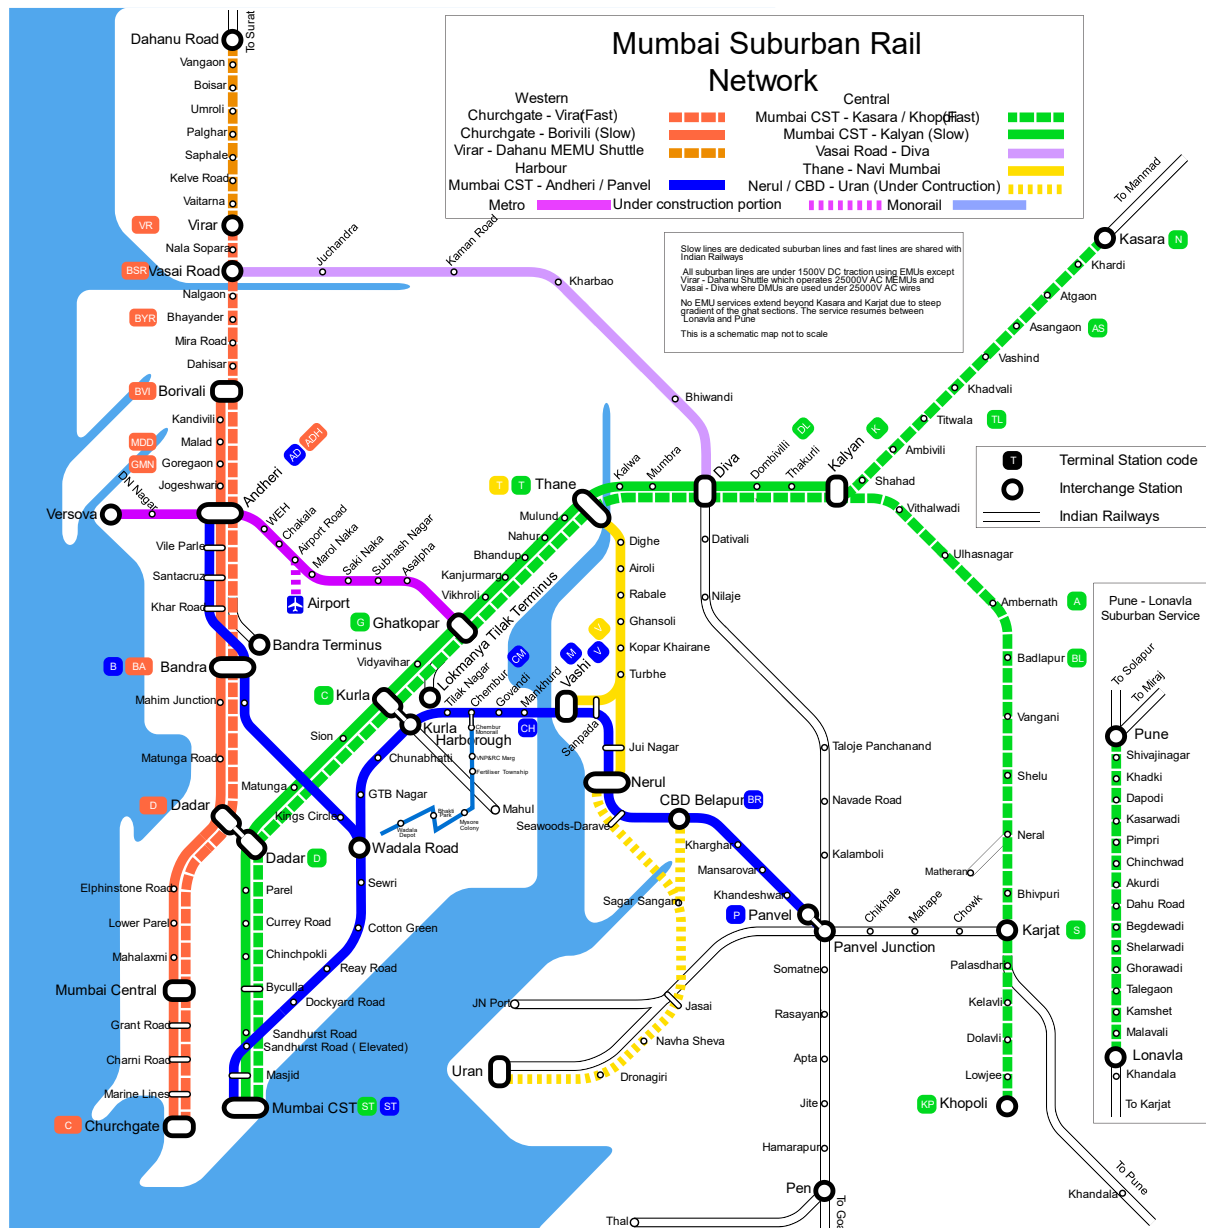 Mumbai Suburban Rail
Network
Western
Churchgate - Virar(Fast)
Churchgate - Borivili (Slow)
Virar - Dahanu MEMU Shuttle
Harbour
Mumbai CST - Andheri / Panvel
Central
Mumbai CST - Kasara / Khopoli(Fast)
Mumbai CST - Kalyan (Slow)
Vasai Road - Diva
Thane - Navi Mumbai
Nerul / CBD - Uran (Under Contruction)
Metro
Under construction portion
Monorail
Slow lines are dedicated suburban lines and fast lines are shared with
Indian Railways
All suburban lines are under 1500V DC traction using EMUs except
Virar - Dahanu Shuttle which operates 25000V AC MEMUs and
Vasai - Diva where DMUs are used under 25000V AC wires
No EMU services extend beyond Kasara and Karjat due to steep
gradient of the ghat sections. The service resumes between
Lonavla and Pune
This is a schematic map not to scale
T Terminal Station code
Interchange Station
Indian Railways
To Surat
Dahanu Road
Vangaon
Boisar
Umroli
Palghar
Saphale
Kelve Road
Vaitarna
VR Virar
Nala Sopara
BSR Vasai Road
Nalgaon
BYR Bhayander
Mira Road
Dahisar
BVI Borivali
Kandivili
MDD Malad
GMN Goregaon
Jogeshwari
Andheri AD ADH
Versova
DN Nagar
WEH
Chakala
Airport Road
Marol Naka
Saki Naka
Subhash Nagar
Asalpha
Airport
G Ghatkopar
Vile Parle
Santacruz
Khar Road
Bandra Terminus
B BA Bandra
Mahim Junction
Matunga Road
D Dadar
Dadar D
Elphinstone Road
Lower Parel
Mahalaxmi
Mumbai Central
Grant Road
Charni Road
Marine Lines
C Churchgate
Juchandra
Kaman Road
Kharbao
Bhiwandi
Diva
T T Thane
Kalwa
Mumbra
Dombivilli DL
Thakurli
Kalyan K
Mulund
Nahur
Bhandup
Kanjurmarg
Vikhroli
Vidyavihar
Lokmanya Tilak Terminus
C Kurla
Kurla
Harborough
Sion
Matunga
Kings Circle
Parel
Currey Road
Chinchpokli
Byculla
Sandhurst Road
Sandhurst Road ( Elevated)
Masjid
Mumbai CST ST ST
Chunabhatti
GTB Nagar
Wadala Road
Sewri
Cotton Green
Reay Road
Dockyard Road
Tilak Nagar
Chembur CM
Govandi
Mankhurd M
CH
Vashi V V
Sanpada
Chembur
Monorail
VNP&RC Marg
Fertiliser Township
Mysore
Colony
Bhakti
Park
Wadala
Depot
Mahul
Dighe
Airoli
Rabale
Ghansoli
Kopar Khairane
Turbhe
Jui Nagar
Nerul
Seawoods-Darave
CBD Belapur BR
Kharghar
Mansarovar
Khandeshwar
P Panvel
Panvel Junction
Sagar Sangam
Jasai
JN Port
Navha Sheva
Dronagiri
Uran
Dativali
Nilaje
Taloje Panchanand
Navade Road
Kalamboli
Chikhale
Mahape
Chowk
Somatne
Rasayani
Apta
Jite
Hamarapur
Pen
Thal
To Goa
To Manmad
Kasara N
Khardi
Atgaon
Asangaon AS
Vashind
Khadvali
Titwala TL
Ambivili
Shahad
Vithalwadi
Ulhasnagar
Ambernath A
Badlapur BL
Vangani
Shelu
Neral
Matheran
Bhivpuri
Karjat S
Palasdhari
Kelavli
Dolavli
Lowjee
KP Khopoli
To Pune
Khandala
Pune - Lonavla
Suburban Service
To Solapur
To Miraj
Pune
Shivajinagar
Khadki
Dapodi
Kasarwadi
Pimpri
Chinchwad
Akurdi
Dahu Road
Begdewadi
Shelarwadi
Ghorawadi
Talegaon
Kamshet
Malavali
Lonavla
Khandala
To Karjat